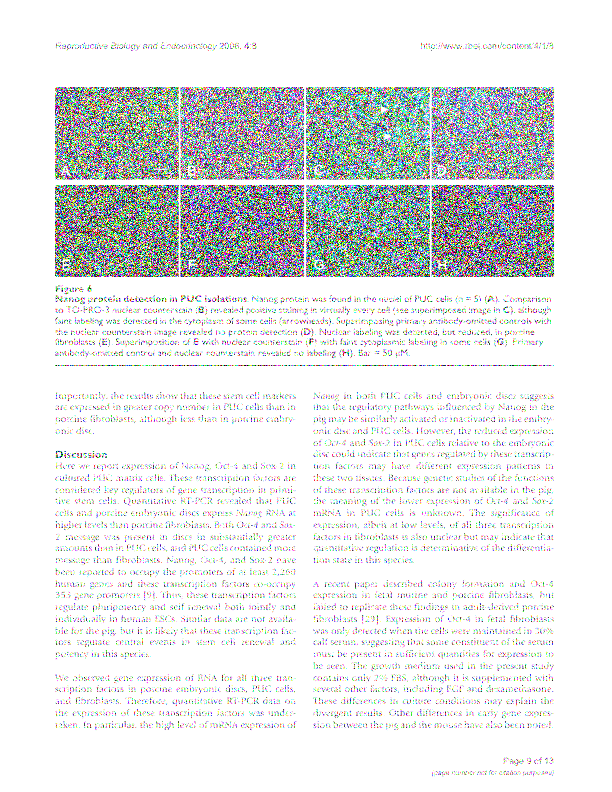 Reproductive Biology and Endocrinology 2006, 4:8
http://www.rbej.com/content/4/1/8
A
B
C
D
E
F
G
H
Figure 6
Nanog protein detection in PUC isolations. Nanog protein was found in the nuclei of PUC cells (n = 5) (A). Comparison
to TO-PRO-3 nuclear counterstain (B) revealed positive staining in virtually every cell (see superimposed image in C), although
faint labeling was detected in the cytoplasm of some cells (arrowheads). Superimposing primary antibody-omitted controls with
the nuclear counterstain image revealed no protein detection (D). Nuclear labeling was detected, but reduced, in porcine
fibroblasts (E). Superimposition of E with nuclear counterstain (F) with faint cytoplasmic labeling in some cells (G). Primary
antibody-omitted control and nuclear counterstain revealed no labeling (H). Bar = 50 μM.
Importantly, the results show that these stem cell markers
are expressed in greater copy number in PUC cells than in
porcine fibroblasts, although less than in porcine embry-
onic disc.
Discussion
Here we report expression of Nanog, Oct-4 and Sox-2 in
cultured PUC matrix cells. These transcription factors are
considered key regulators of gene transcription in primi-
tive stem cells. Quantitative RT-PCR revealed that PUC
cells and porcine embryonic discs express Nanog RNA at
higher levels than porcine fibroblasts. Both Oct-4 and Sox-
2 message was present in discs in substantially greater
amounts than in PUC cells, and PUC cells contained more
message than fibroblasts. Nanog, Oct-4, and Sox-2 have
been reported to occupy the promoters of at least 2,260
human genes and these transcription factors co-occupy
353 gene promoters [9]. Thus, these transcription factors
regulate pluripotency and self renewal both jointly and
individually in human ESCs. Similar data are not availa-
ble for the pig, but it is likely that these transcription fac-
tors regulate central events in stem cell renewal and
potency in this species.
We observed gene expression of RNA for all three tran-
scription factors in porcine embryonic discs, PUC cells,
and fibroblasts. Therefore, quantitative RT-PCR data on
the expression of these transcription factors was under-
taken. In particular, the high level of mRNA expression of
Nanog in both PUC cells and embryonic discs suggests
that the regulatory pathways influenced by Nanog in the
pig may be similarly activated or inactivated in the embry-
onic disc and PUC cells. However, the reduced expression
of Oct-4 and Sox-2 in PUC cells relative to the embryonic
disc could indicate that genes regulated by these transcrip-
tion factors may have different expression patterns in
these two tissues. Because genetic studies of the functions
of these transcription factors are not available in the pig,
the meaning of the lower expression of Oct-4 and Sox-2
mRNA in PUC cells is unknown. The significance of
expression, albeit at low levels, of all three transcription
factors in fibroblasts is also unclear but may indicate that
quantitative regulation is determinative of the differentia-
tion state in this species.
A recent paper described colony formation and Oct-4
expression in fetal murine and porcine fibroblasts, but
failed to replicate those findings in adult-derived porcine
fibroblasts [29]. Expression of Oct-4 in fetal fibroblasts
was only detected when the cells were maintained in 30%
calf serum, suggesting that some constituent of the serum
must be present in sufficient quantities for expression to
be seen. The growth medium used in the present study
contains only 2% FBS, although it is supplemented with
several other factors, including EGF and dexamethasone.
These differences in culture conditions may explain the
divergent results. Other differences in early gene expres-
sion between the pig and the mouse have also been noted.
Page 9 of 13
(page number not for citation purposes)